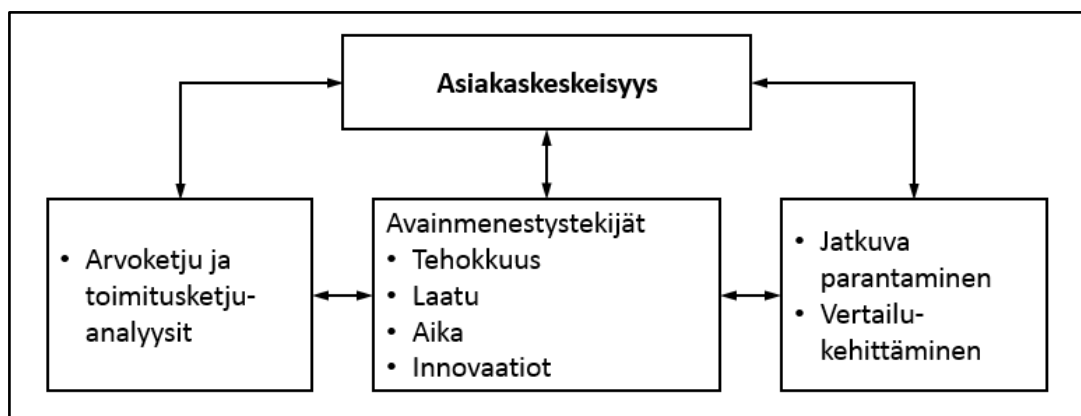 Asiakaskeskeisyys
• Arvoketju ja
toimitusketju-
analyysit
Avainmenestystekijät
• Tehokkuus
• Laatu
• Aika
• Innovaatiot
• Jatkuva
parantaminen
• Vertailu-
kehittäminen